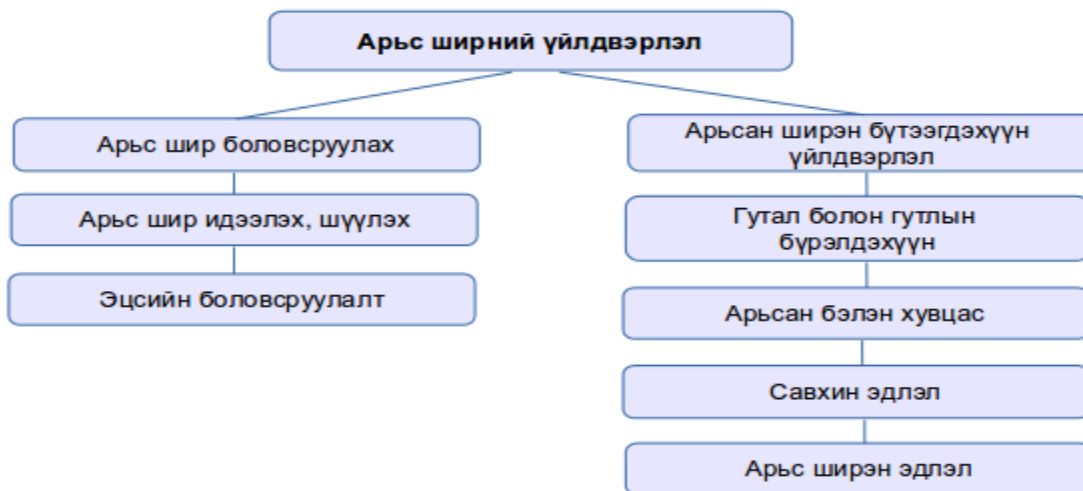 Арьс ширний үйлдвэрлэл
Арьс шир боловсруулах
Арьс шир идээлэх, шүүлэх
Эцсийн боловсруулалт
Арьсан ширэн бүтээгдэхүүн
үйлдвэрлэл
Гутал болон гутлын
бүрэлдэхүүн
Арьсан бэлэн хувцас
Савхин эдлэл
Арьс ширэн эдлэл